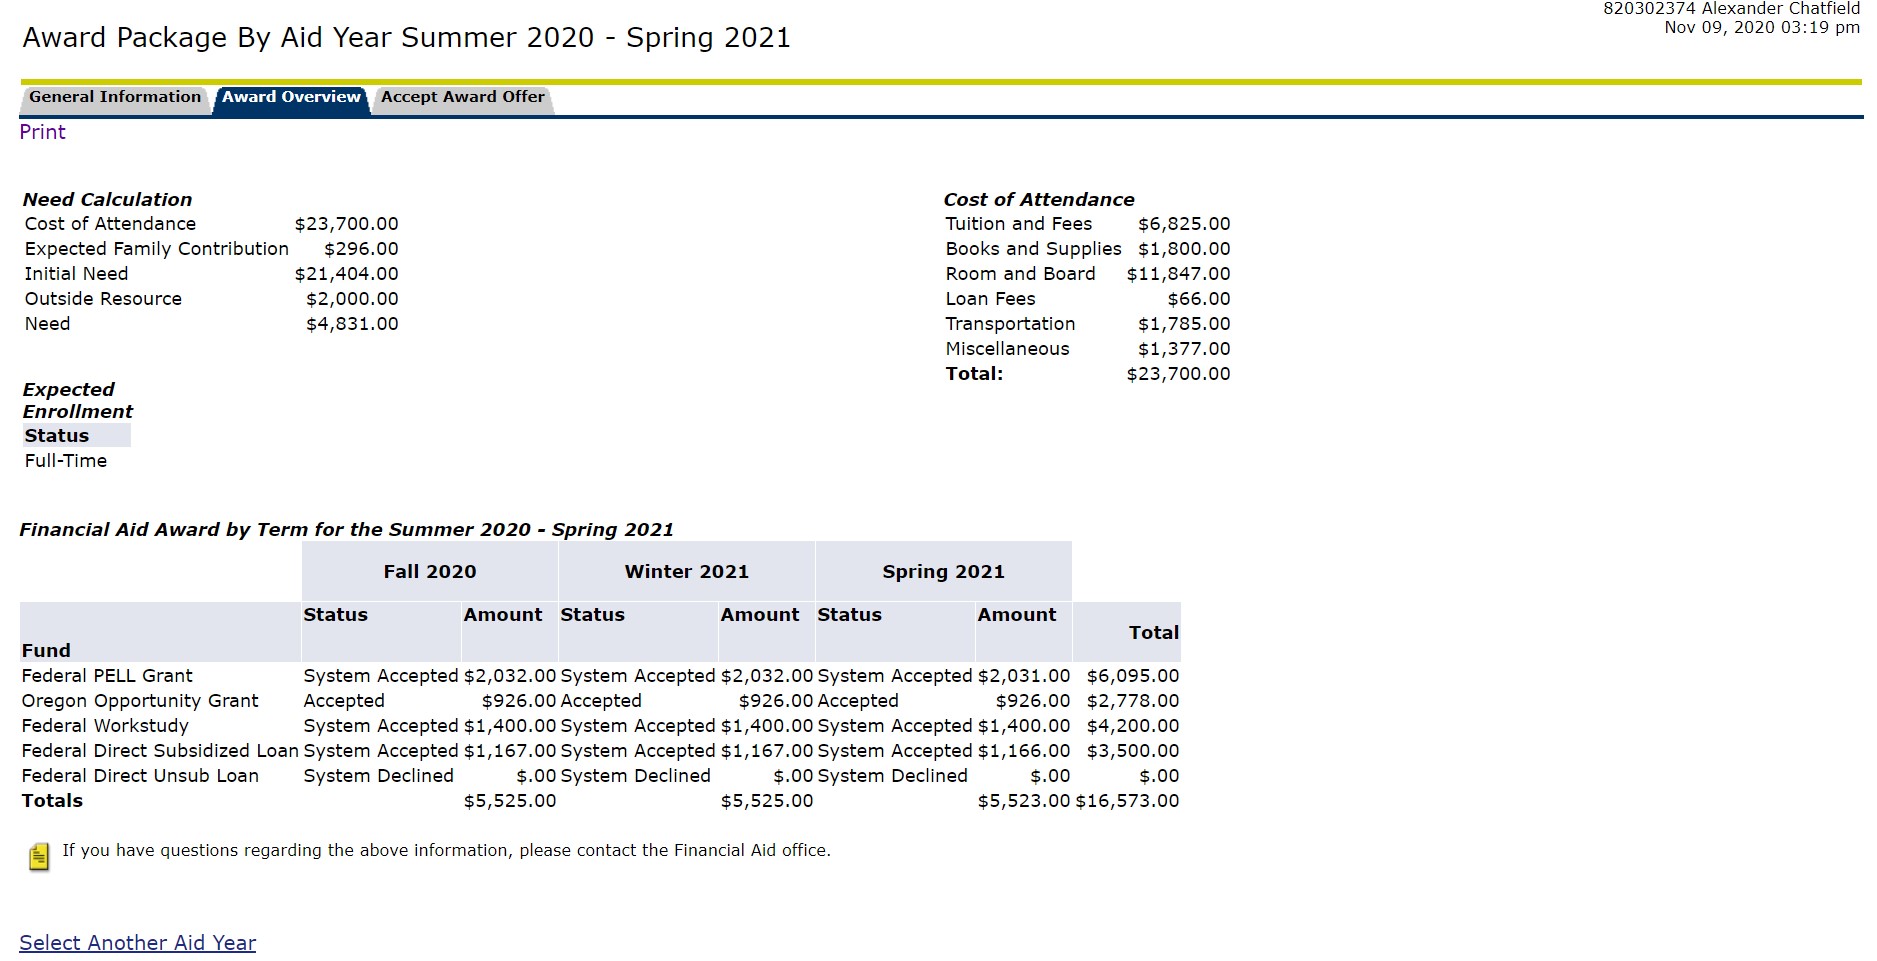 820302374 Alexander Chatfield
Nov 09, 2020 03:19 pm
Award Package By Aid Year Summer 2020 - Spring 2021
General Information Award Overview Accept Award Offer
Print
Need Calculation
Cost of Attendance $23,700.00
Expected Family Contribution $296.00
Initial Need $21,404.00
Outside Resource $2,000.00
Need $4,831.00
Cost of Attendance
Tuition and Fees $6,825.00
Books and Supplies $1,800.00
Room and Board $11,847.00
Loan Fees $66.00
Transportation $1,785.00
Miscellaneous $1,377.00
Total: $23,700.00
Expected
Enrollment
Status
Full-Time
Financial Aid Award by Term for the Summer 2020 - Spring 2021
Fall 2020 Winter 2021 Spring 2021
Status Amount Status Amount Status Amount
Total
Fund
Federal PELL Grant System Accepted $2,032.00 System Accepted $2,032.00 System Accepted $2,031.00 $6,095.00
Oregon Opportunity Grant Accepted $926.00 Accepted $926.00 Accepted $926.00 $2,778.00
Federal Workstudy System Accepted $1,400.00 System Accepted $1,400.00 System Accepted $1,400.00 $4,200.00
Federal Direct Subsidized Loan System Accepted $1,167.00 System Accepted $1,167.00 System Accepted $1,166.00 $3,500.00
Federal Direct Unsub Loan System Declined $.00 System Declined $.00 System Declined $.00 $.00
Totals $5,525.00 $5,525.00 $5,523.00 $16,573.00
If you have questions regarding the above information, please contact the Financial Aid office.
Select Another Aid Year